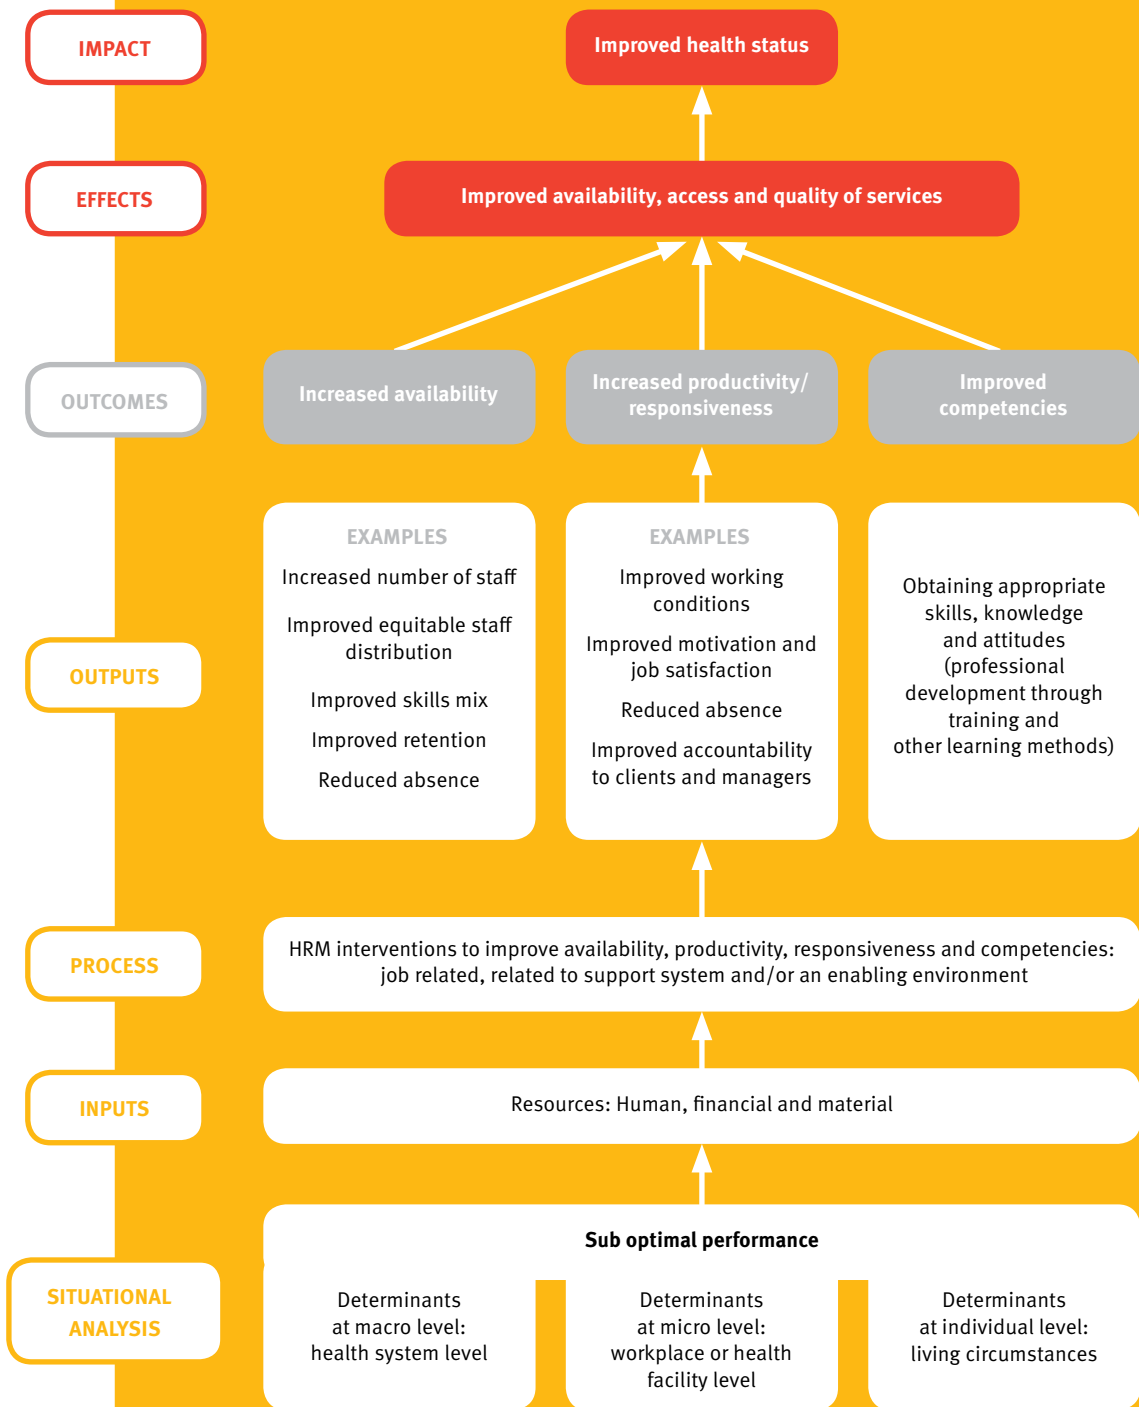 IMPACT
Improved health status
EFFECTS
Improved availability, access and quality of services
OUTCOMES
Increased availability
Increased productivity/
responsiveness
Improved
competencies
OUTPUTS
EXAMPLES
Increased number of staff
Improved equitable staff
distribution
Improved skills mix
Improved retention
Reduced absence
EXAMPLES
Improved working
conditions
Improved motivation and
job satisfaction
Reduced absence
Improved accountability
to clients and managers
Obtaining appropriate
skills, knowledge
and attitudes
(professional
development through
training and
other learning methods)
PROCESS
HRM interventions to improve availability, productivity, responsiveness and competencies:
job related, related to support system and/or an enabling environment
INPUTS
Resources: Human, financial and material
SITUATIONAL
ANALYSIS
Sub optimal performance
Determinants
at macro level:
health system level
Determinants
at micro level:
workplace or health
facility level
Determinants
at individual level:
living circumstances